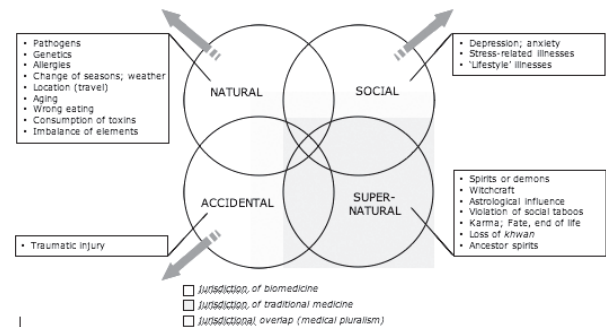 • Pathogens
• Genetics
• Allergies
• Change of seasons; weather
• Location (travel)
• Aging
• Wrong eating
• Consumption of toxins
• Imbalance of elements
NATURAL
SOCIAL
• Depression; anxiety
• Stress-related illnesses
• 'Lifestyle' illnesses
ACCIDENTAL
SUPER-
NATURAL
• Spirits or demons
• Witchcraft
• Astrological influence
• Violation of social taboos
• Karma; Fate, end of life
• Loss of khwan
• Ancestor spirits
• Traumatic injury
Jurisdiction of biomedicine
Jurisdiction of traditional medicine
Jurisdictional overlap (medical pluralism)